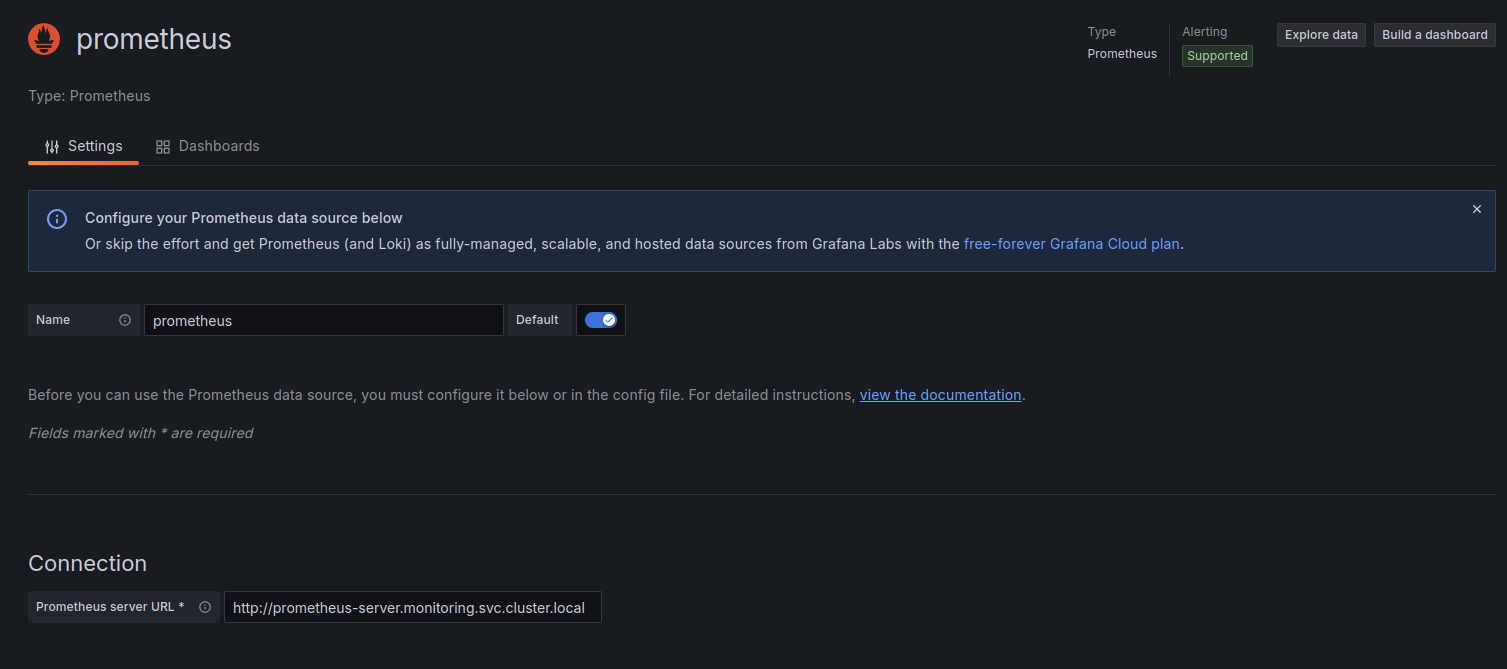 prometheus
Type
Prometheus
Alerting
Supported
Explore data
Build a dashboard
Type: Prometheus
Settings
Dashboards
Configure your Prometheus data source below
Or skip the effort and get Prometheus (and Loki) as fully-managed, scalable, and hosted data sources from Grafana Labs with the free-forever Grafana Cloud plan.
Name
prometheus
Default
Before you can use the Prometheus data source, you must configure it below or in the config file. For detailed instructions, view the documentation.
Fields marked with * are required
Connection
Prometheus server URL *
http://prometheus-server.monitoring.svc.cluster.local